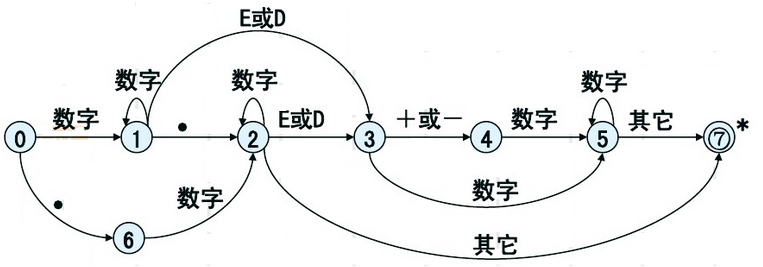 E或D
数字 数字 数字
数字 • E或D +或- 数字 其它
0 1 2 3 4 5 7 *
• 数字 数字
6
其它